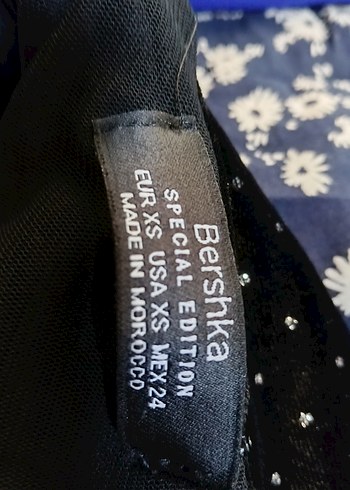 Bershka
SPECIAL EDITION
EUR XS USA XS MEX 24
MADE IN MOROCCO